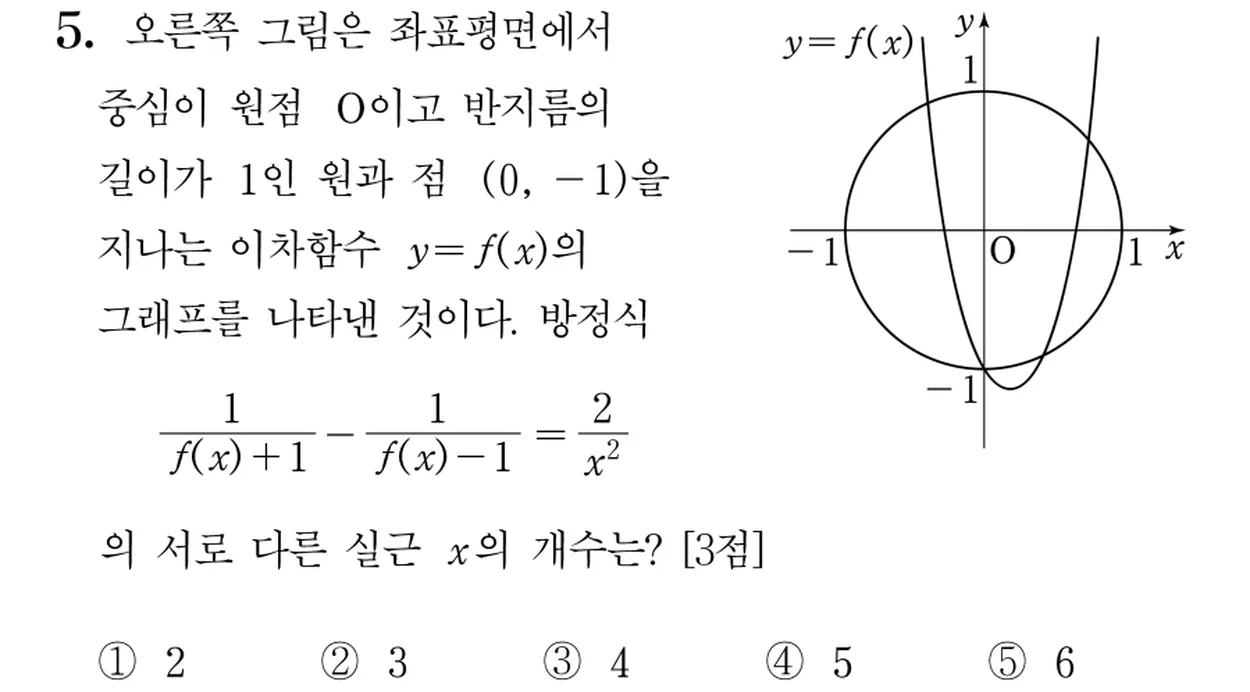 5. 오른쪽 그림은 좌표평면에서
중심이 원점 O이고 반지름의
길이가 1인 원과 점 (0, −1)을
지나는 이차함수 y=f(x)의
그래프를 나타낸 것이다. 방정식
1/(f(x)+1) − 1/(f(x)−1) = 2/x²
의 서로 다른 실근 x의 개수는? [3점]
① 2 ② 3 ③ 4 ④ 5 ⑤ 6
y=f(x)
y
1
−1
O
1
x
−1